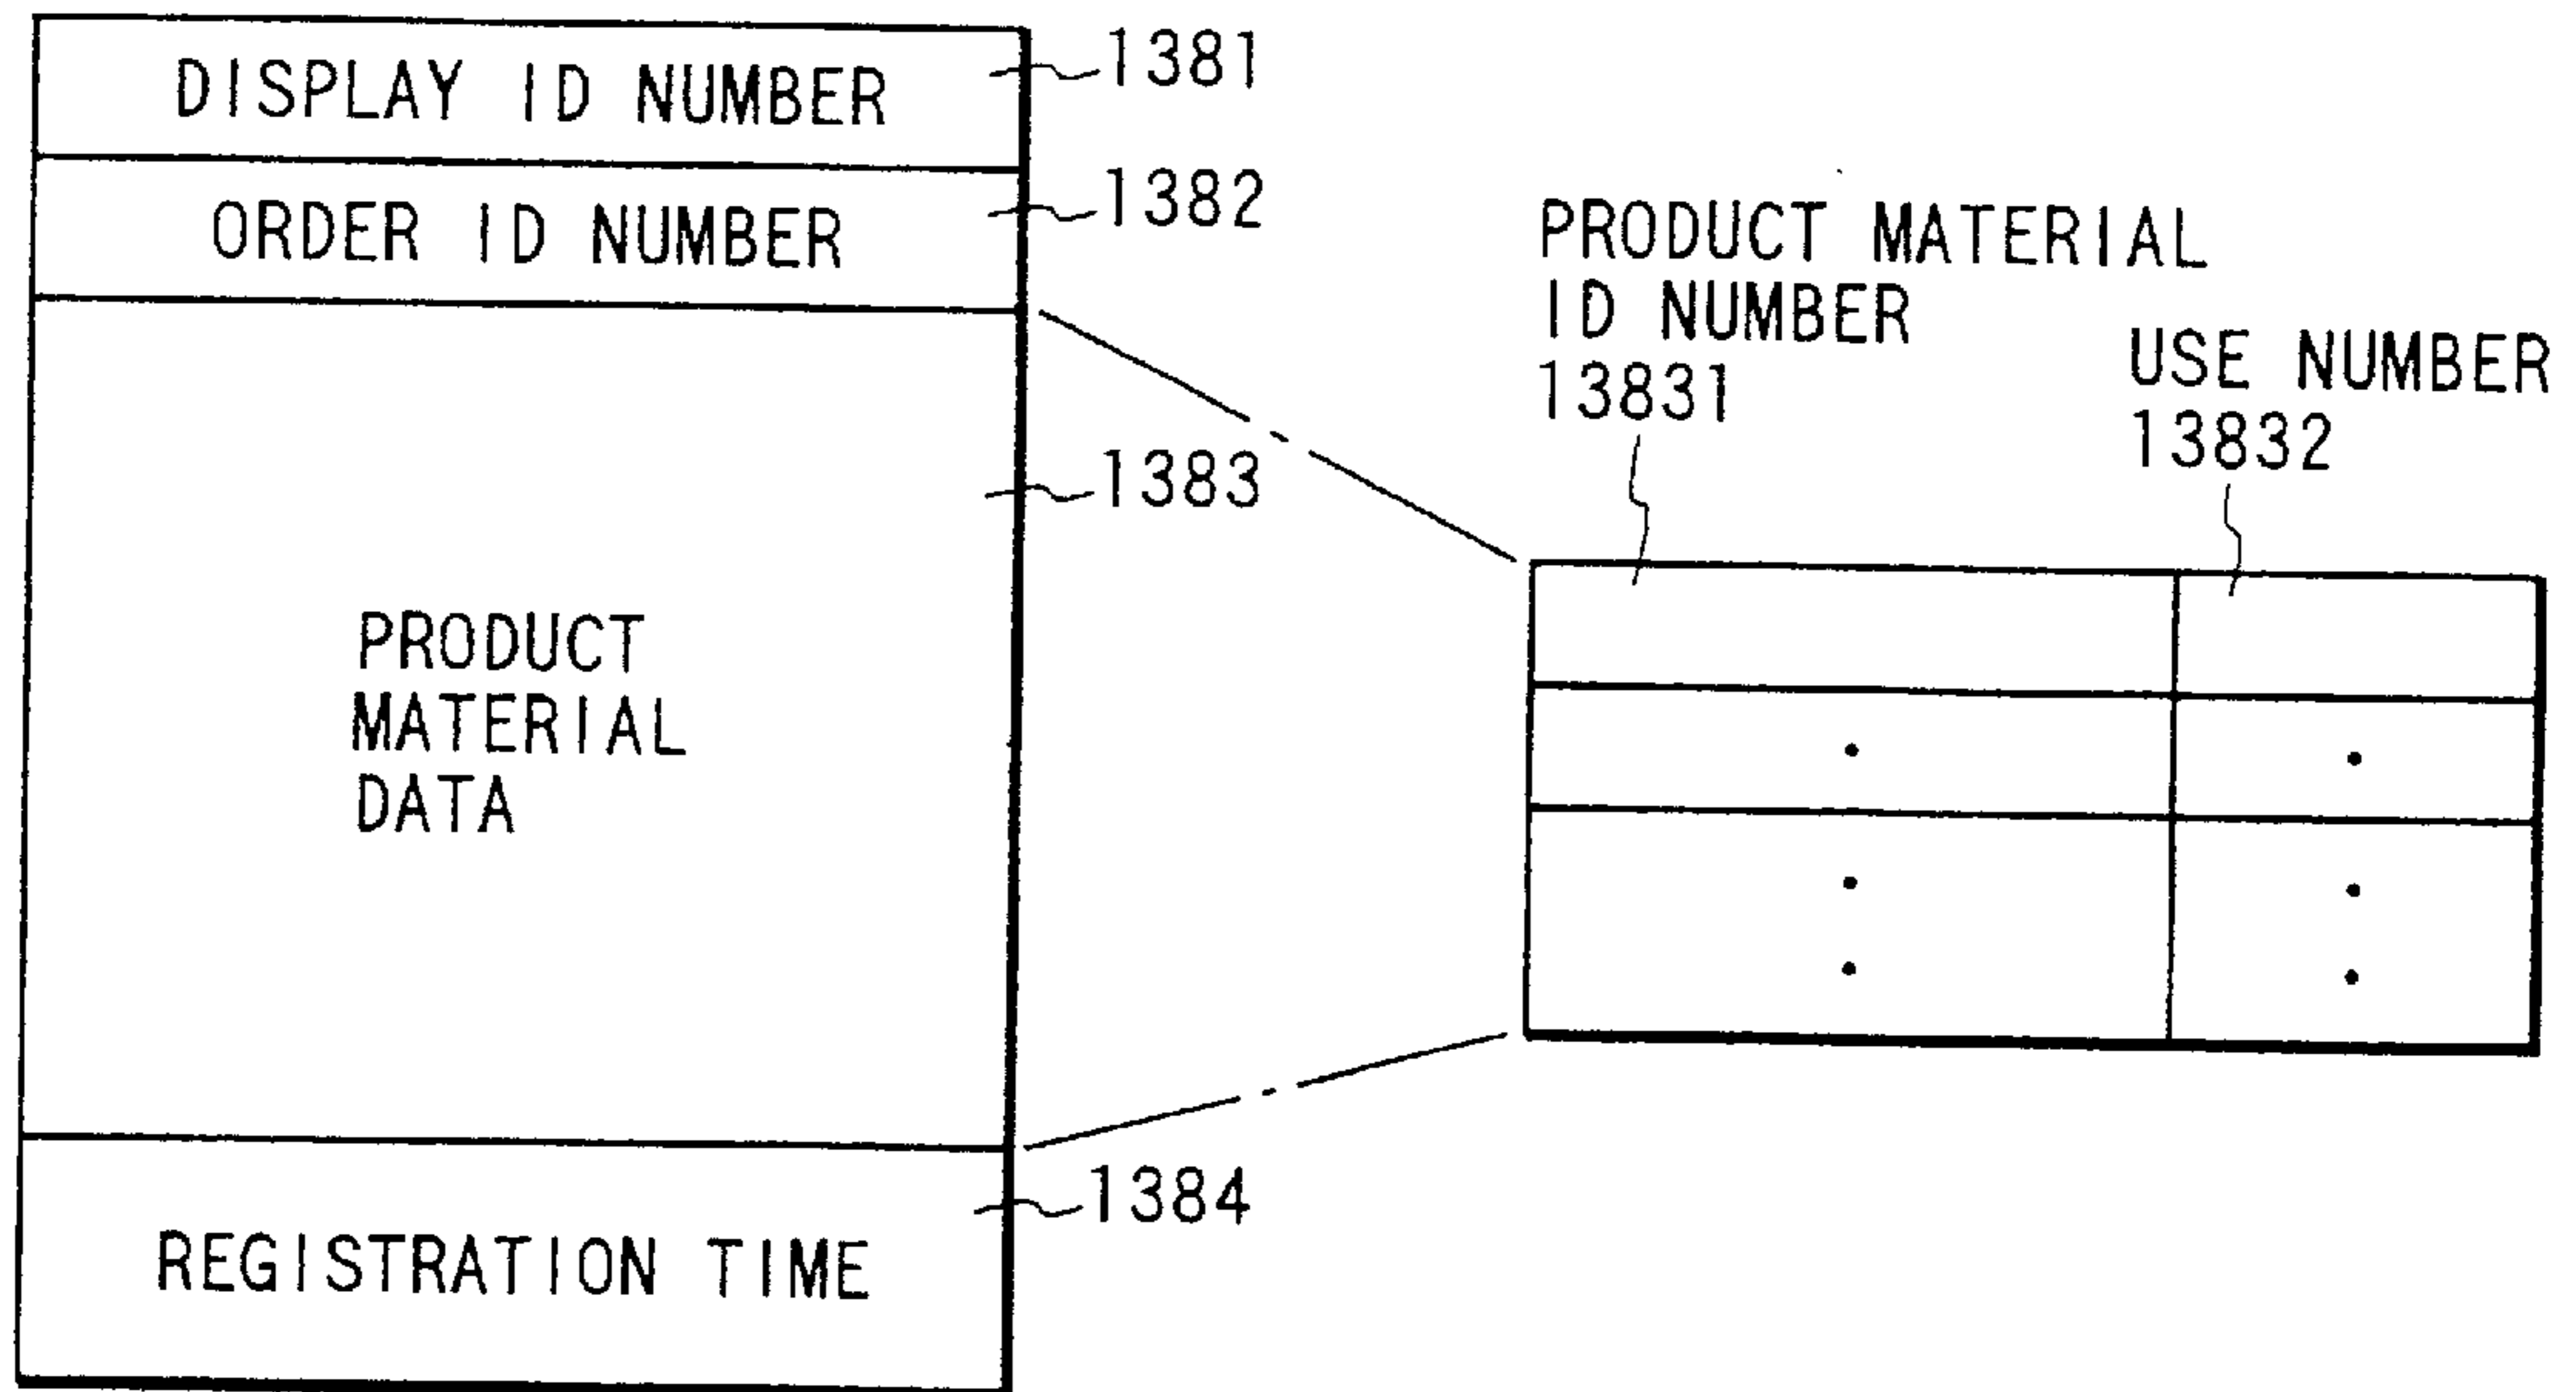 DISPLAY ID NUMBER
1381
ORDER ID NUMBER
1382
1383
PRODUCT
MATERIAL
DATA
1384
REGISTRATION TIME
PRODUCT MATERIAL
ID NUMBER
13831
USE NUMBER
13832